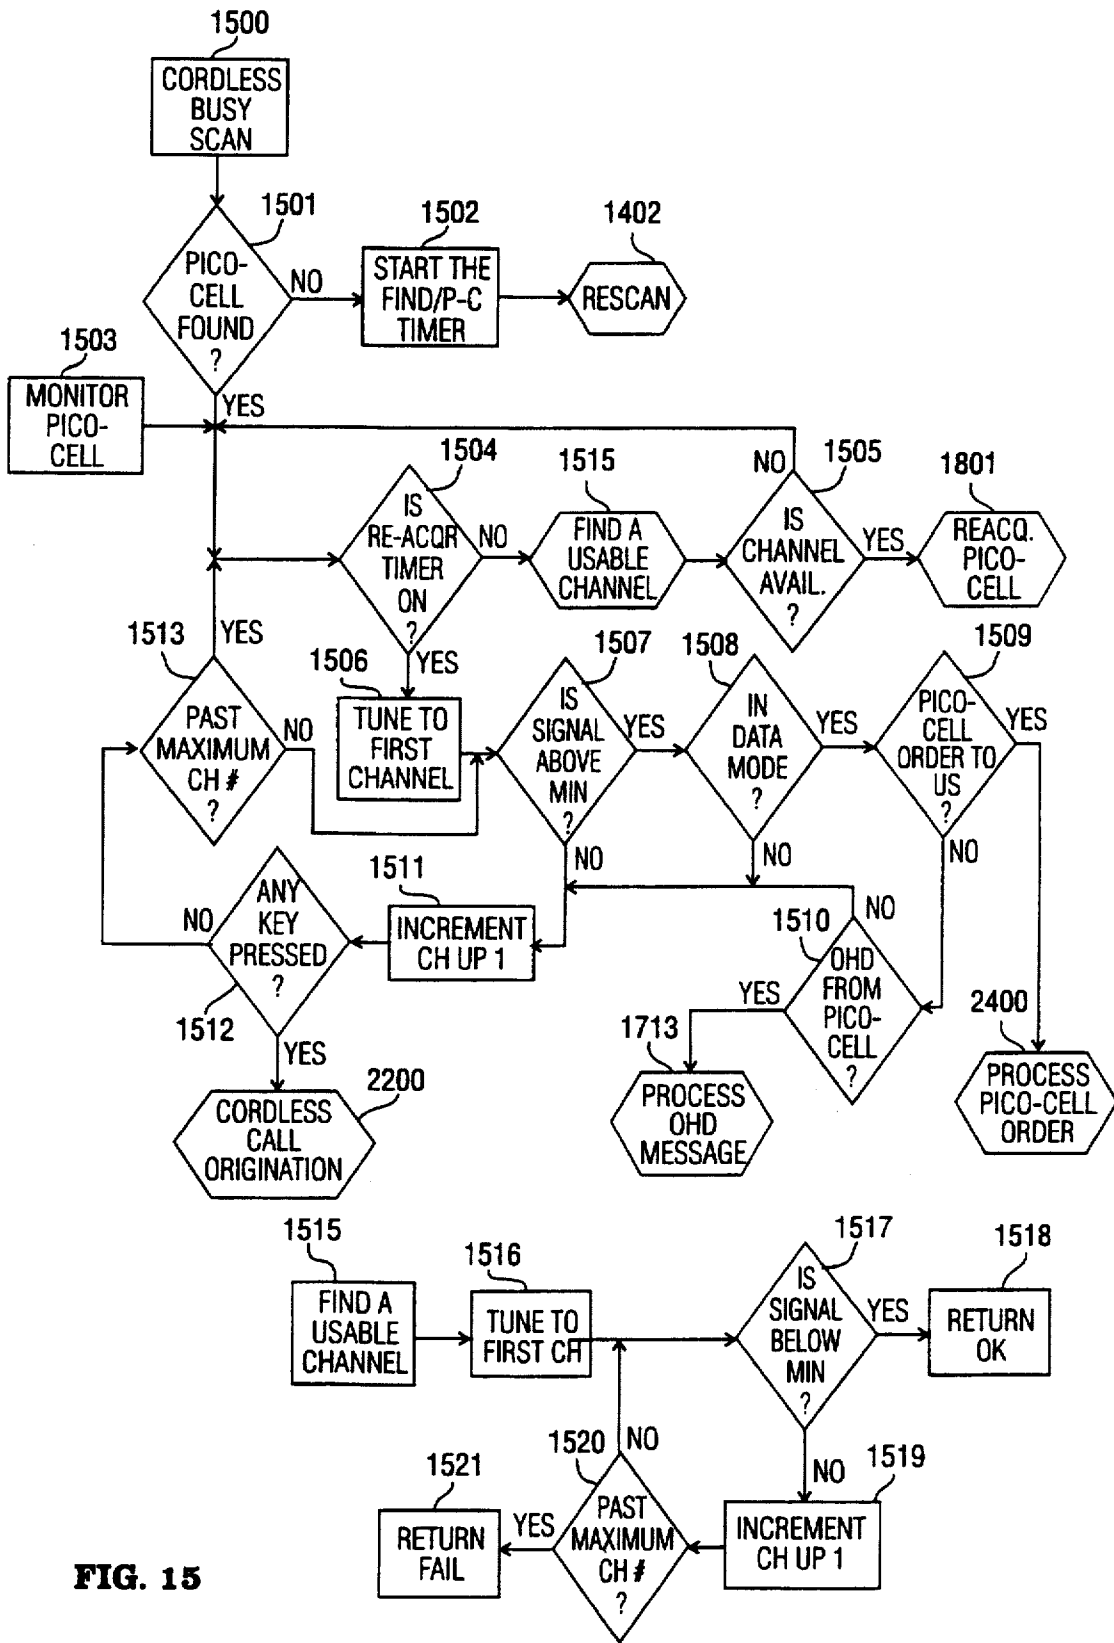 1500
CORDLESS
BUSY
SCAN
1501
PICO-
CELL
FOUND
?
NO
YES
1502
START THE
FIND/P-C
TIMER
1402
RESCAN
1503
MONITOR
PICO-
CELL
1504
IS
RE-ACQR
TIMER
ON
?
NO
YES
1515
FIND A
USABLE
CHANNEL
1505
NO
IS
CHANNEL
AVAIL.
?
YES
1801
REACQ.
PICO-
CELL
1513
YES
PAST
MAXIMUM
CH #
?
NO
1506
TUNE TO
FIRST
CHANNEL
1507
IS
SIGNAL
ABOVE
MIN
?
YES
NO
1508
IN
DATA
MODE
?
YES
NO
1509
PICO-
CELL
ORDER TO
US
?
YES
NO
1511
INCREMENT
CH UP 1
ANY
KEY
PRESSED
?
NO
1512
YES
2200
CORDLESS
CALL
ORIGINATION
1510
NO
OHD
FROM
PICO-
CELL
?
YES
1713
PROCESS
OHD
MESSAGE
2400
PROCESS
PICO-CELL
ORDER
1515
FIND A
USABLE
CHANNEL
1516
TUNE TO
FIRST CH
1517
IS
SIGNAL
BELOW
MIN
?
YES
NO
1518
RETURN
OK
1519
INCREMENT
CH UP 1
1520
NO
PAST
MAXIMUM
CH #
?
YES
1521
RETURN
FAIL
FIG. 15